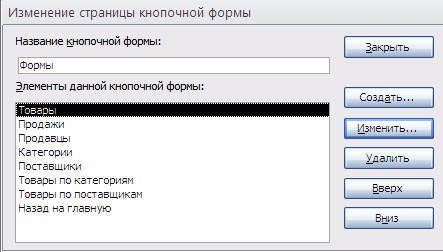 Изменение страницы кнопочной формы
Название кнопочной формы:
Закрыть
Формы
Элементы данной кнопочной формы:
Создать...
Товары
Продажи
Изменить...
Продавцы
Категории
Удалить
Поставщики
Товары по категориям
Вверх
Товары по поставщикам
Назад на главную
Вниз